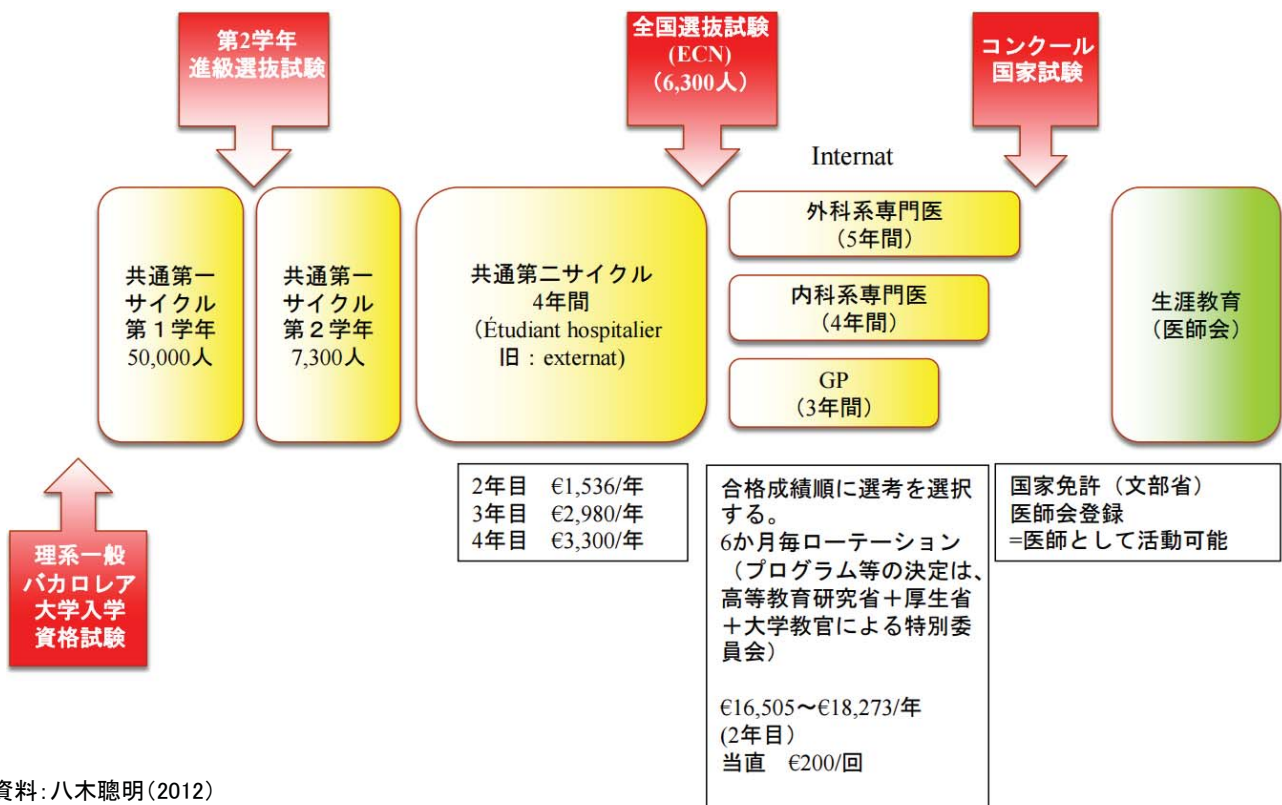 第2学年
進級選抜試験
全国選抜試験
(ECN)
（6,300人）
コンクール
国家試験
Internat
共通第一
サイクル
第１学年
50,000人
共通第一
サイクル
第２学年
7,300人
共通第二サイクル
4年間
（Étudiant hospitalier
旧：externat)
外科系専門医
（5年間）
内科系専門医
（4年間）
GP
（3年間）
生涯教育
（医師会）
理系一般
バカロレア
大学入学
資格試験
2年目　€1,536/年
3年目　€2,980/年
4年目　€3,300/年
合格成績順に選考を選択
する。
6か月毎ローテーション
（プログラム等の決定は、
高等教育研究省＋厚生省
＋大学教官による特別委
員会）
€16,505～€18,273/年
(2年目）
当直　€200/回
国家免許（文部省）
医師会登録
=医師として活動可能
資料：八木聰明（2012）